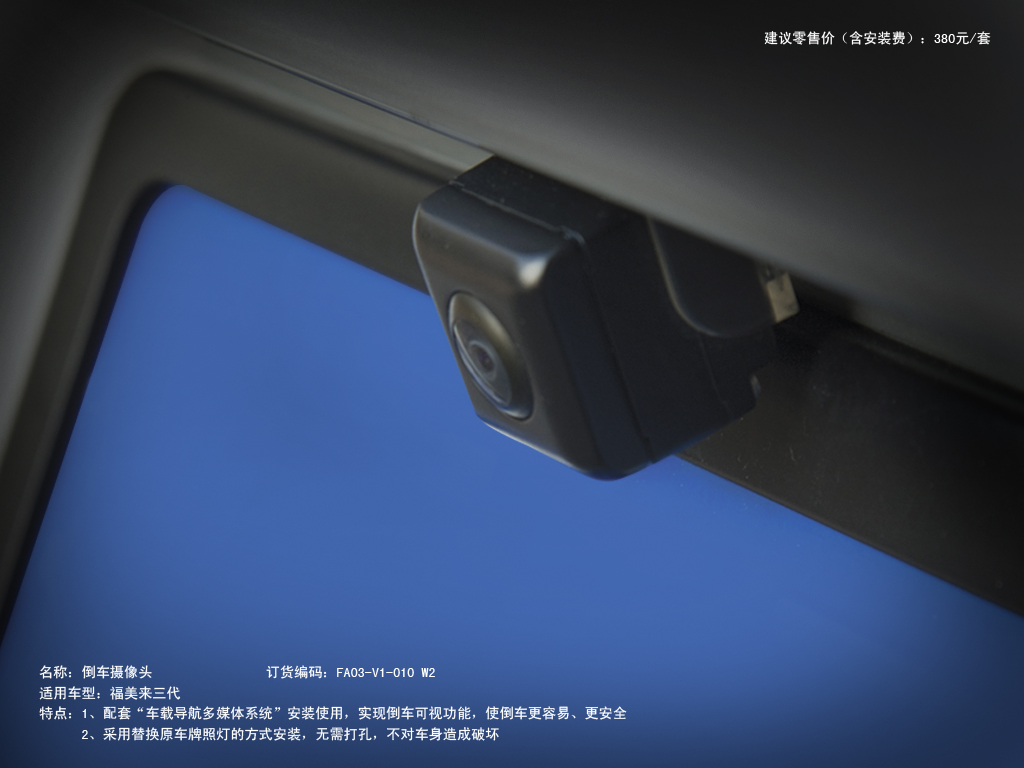 建议零售价（含安装费）：380元/套
名称：倒车摄像头 订货编码：FA03-V1-010 W2
适用车型：福美来三代
特点：1、配套“车载导航多媒体系统”安装使用，实现倒车可视功能，使倒车更容易、更安全
2、采用替换原车牌照灯的方式安装，无需打孔，不对车身造成破坏